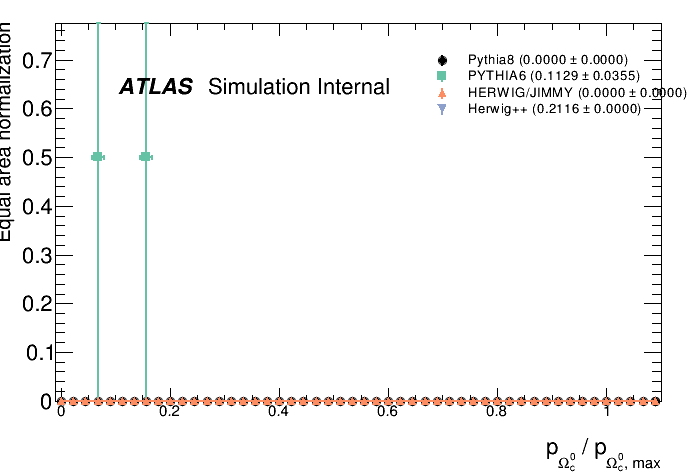 Equal area normalization
0.7
0.6
0.5
0.4
0.3
0.2
0.1
0
ATLAS Simulation Internal
Pythia8 (0.0000 ± 0.0000)
PYTHIA6 (0.1129 ± 0.0355)
HERWIG/JIMMY (0.0000 ± 0.0000)
Herwig++ (0.2116 ± 0.0000)
0 0.2 0.4 0.6 0.8 1
p_{Ω_c^0} / p_{Ω_c^0, max}